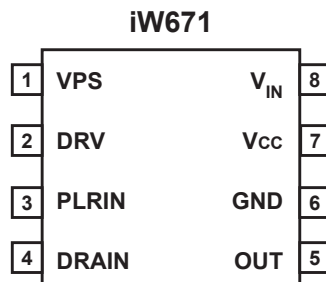 iW671
1 VPS V_IN 8
2 DRV Vcc 7
3 PLRIN GND 6
4 DRAIN OUT 5